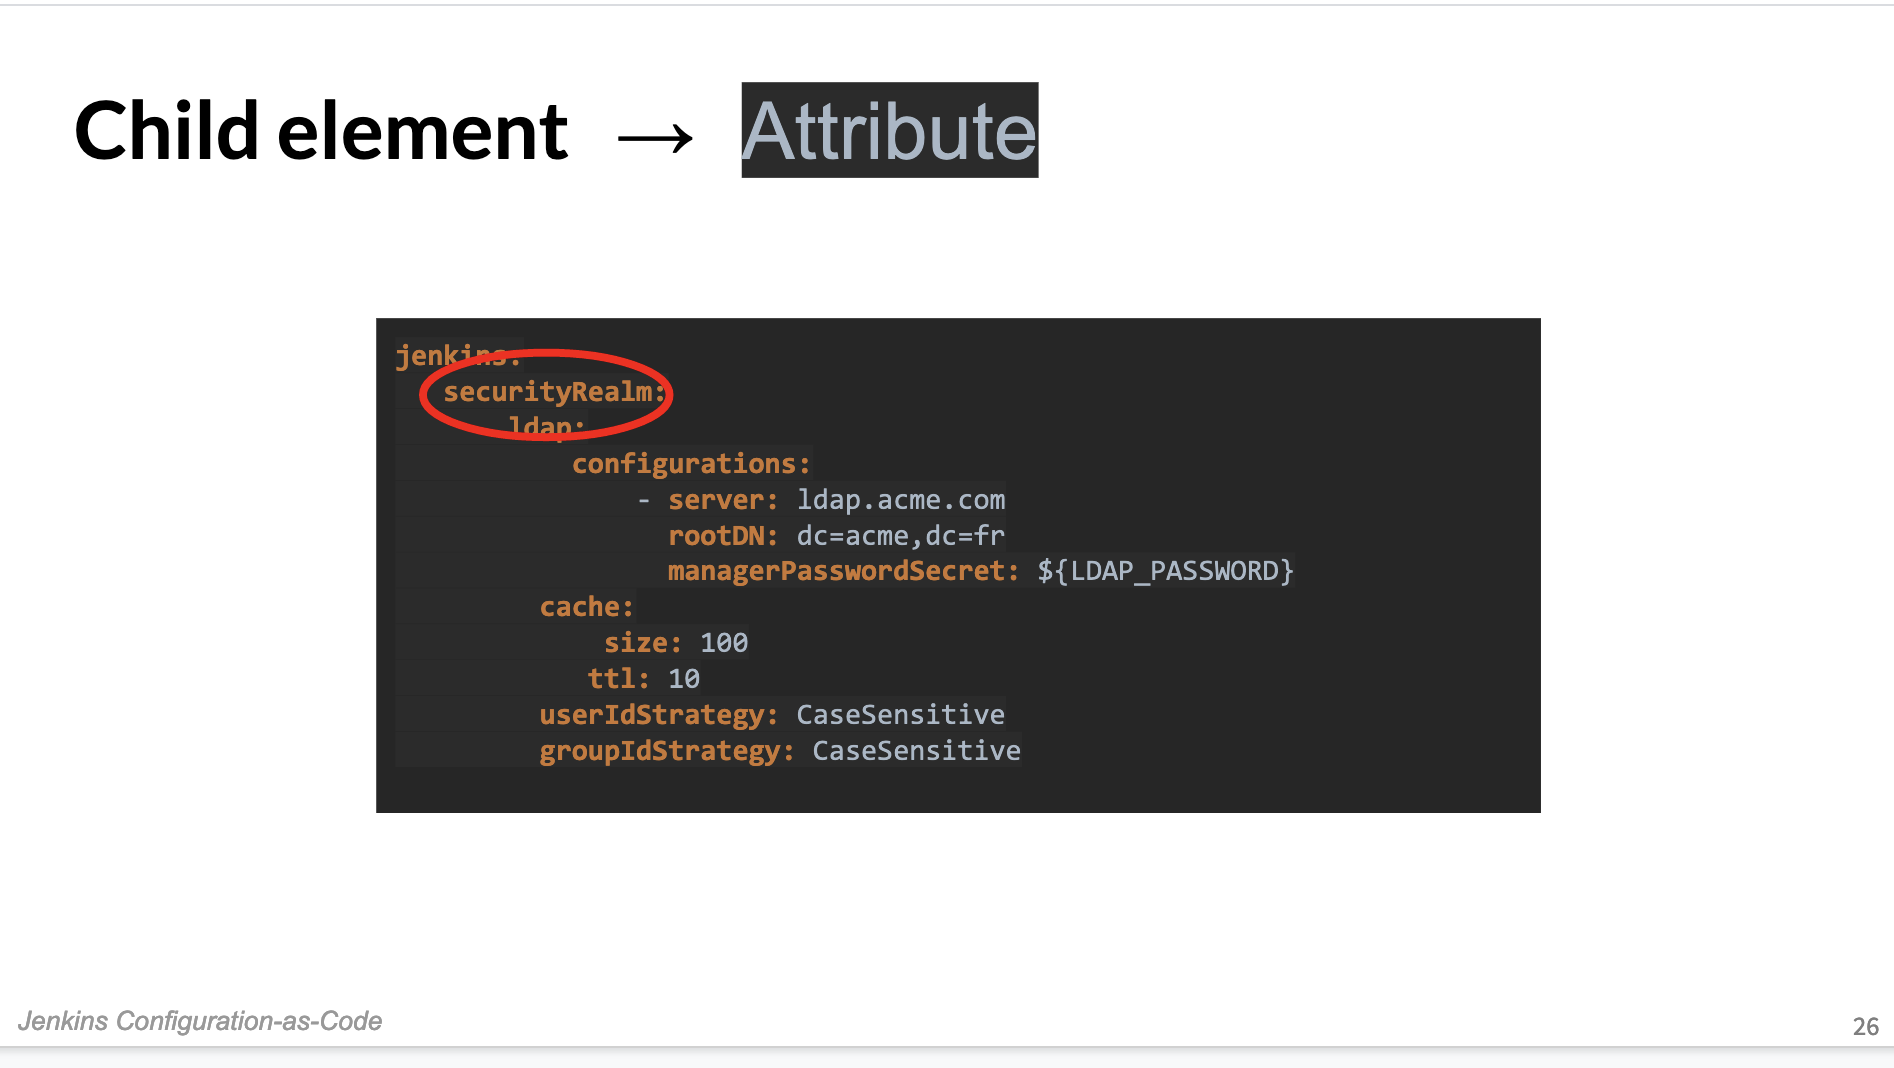 Child element → Attribute
jenkins:
securityRealm:
ldap:
configurations:
- server: ldap.acme.com
rootDN: dc=acme,dc=fr
managerPasswordSecret: ${LDAP_PASSWORD}
cache:
size: 100
ttl: 10
userIdStrategy: CaseSensitive
groupIdStrategy: CaseSensitive
Jenkins Configuration-as-Code
26